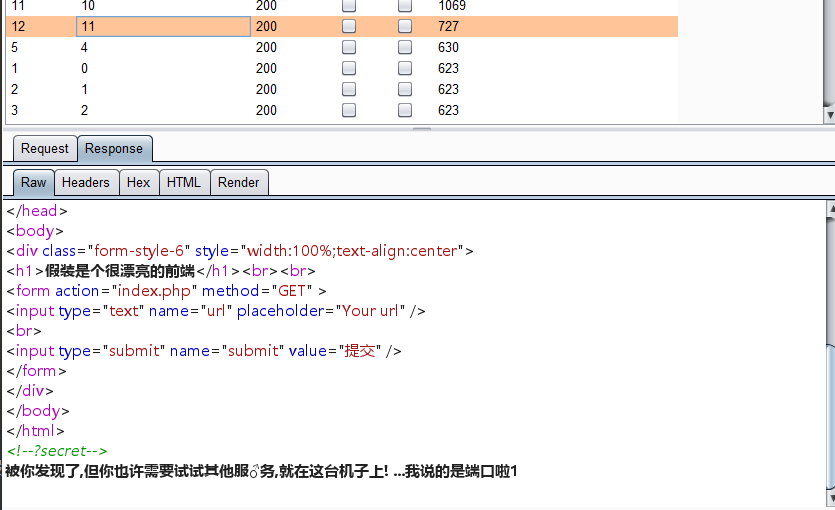 11 10 200 1069
12 11 200 727
5 4 200 630
1 0 200 623
2 1 200 623
3 2 200 623
Request Response
Raw Headers Hex HTML Render
</head>
<body>
<div class="form-style-6" style="width:100%;text-align:center">
<h1>假装是个很漂亮的前端</h1><br><br>
<form action="index.php" method="GET" >
<input type="text" name="url" placeholder="Your url" />
<br>
<input type="submit" name="submit" value="提交" />
</form>
</div>
</body>
</html>
<!--?secret-->
被你发现了,但你也许需要试试其他服♂务,就在这台机子上! ...我说的是端口啦1